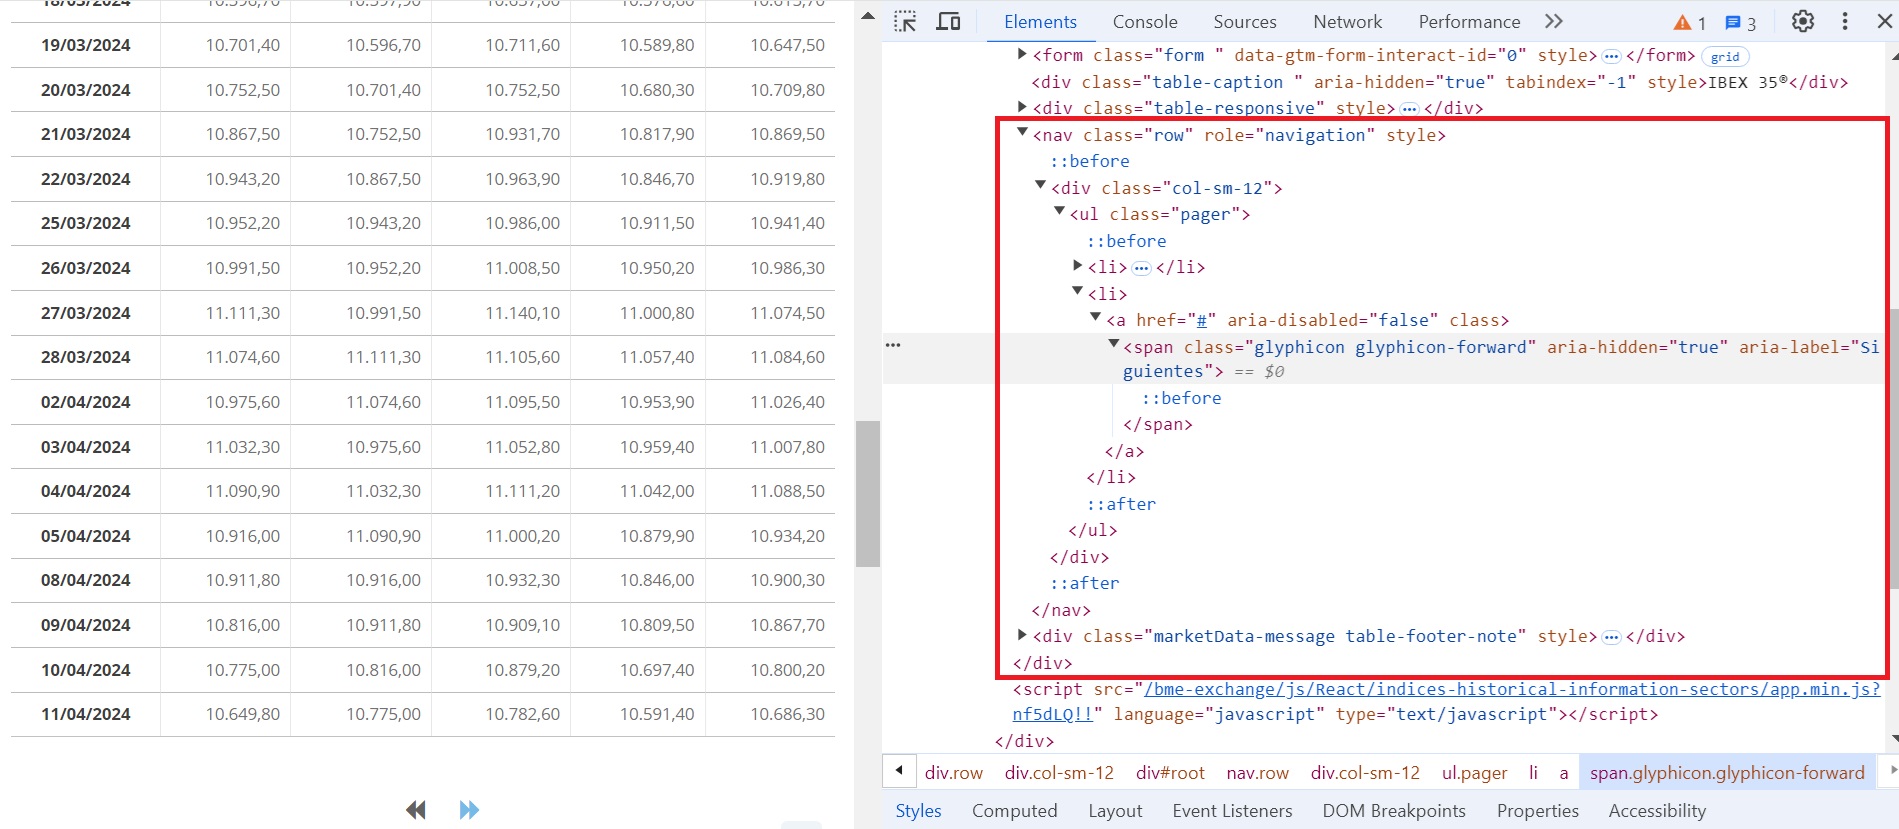 18/03/2024 10.596,70 10.597,90 10.637,60 10.576,60 10.613,70
19/03/2024 10.701,40 10.596,70 10.711,60 10.589,80 10.647,50
20/03/2024 10.752,50 10.701,40 10.752,50 10.680,30 10.709,80
21/03/2024 10.867,50 10.752,50 10.931,70 10.817,90 10.869,50
22/03/2024 10.943,20 10.867,50 10.963,90 10.846,70 10.919,80
25/03/2024 10.952,20 10.943,20 10.986,00 10.911,50 10.941,40
26/03/2024 10.991,50 10.952,20 11.008,50 10.950,20 10.986,30
27/03/2024 11.111,30 10.991,50 11.140,10 11.000,80 11.074,50
28/03/2024 11.074,60 11.111,30 11.105,60 11.057,40 11.084,60
02/04/2024 10.975,60 11.074,60 11.095,50 10.953,90 11.026,40
03/04/2024 11.032,30 10.975,60 11.052,80 10.959,40 11.007,80
04/04/2024 11.090,90 11.032,30 11.111,20 11.042,00 11.088,50
05/04/2024 10.916,00 11.090,90 11.000,20 10.879,90 10.934,20
08/04/2024 10.911,80 10.916,00 10.932,30 10.846,00 10.900,30
09/04/2024 10.816,00 10.911,80 10.909,10 10.809,50 10.867,70
10/04/2024 10.775,00 10.816,00 10.879,20 10.697,40 10.800,20
11/04/2024 10.649,80 10.775,00 10.782,60 10.591,40 10.686,30
Elements Console Sources Network Performance 1 3
<form class="form " data-gtm-form-interact-id="0" style>…</form> grid
<div class="table-caption " aria-hidden="true" tabindex="-1" style>IBEX 35®</div>
<div class="table-responsive" style>…</div>
<nav class="row" role="navigation" style>
::before
<div class="col-sm-12">
<ul class="pager">
::before
<li>…</li>
<li>
<a href="#" aria-disabled="false" class>
<span class="glyphicon glyphicon-forward" aria-hidden="true" aria-label="Si
guientes"> == $0
::before
</span>
</a>
</li>
::after
</ul>
</div>
::after
</nav>
<div class="marketData-message table-footer-note" style>…</div>
</div>
<script src="/bme-exchange/js/React/indices-historical-information-sectors/app.min.js?
nf5dLQ!!" language="javascript" type="text/javascript"></script>
</div>
div.row div.col-sm-12 div#root nav.row div.col-sm-12 ul.pager li a span.glyphicon.glyphicon-forward
Styles Computed Layout Event Listeners DOM Breakpoints Properties Accessibility